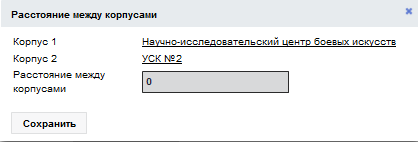 Расстояние между корпусами
Корпус 1 Научно-исследовательский центр боевых искусств
Корпус 2 УСК №2
Расстояние между корпусами 0
Сохранить